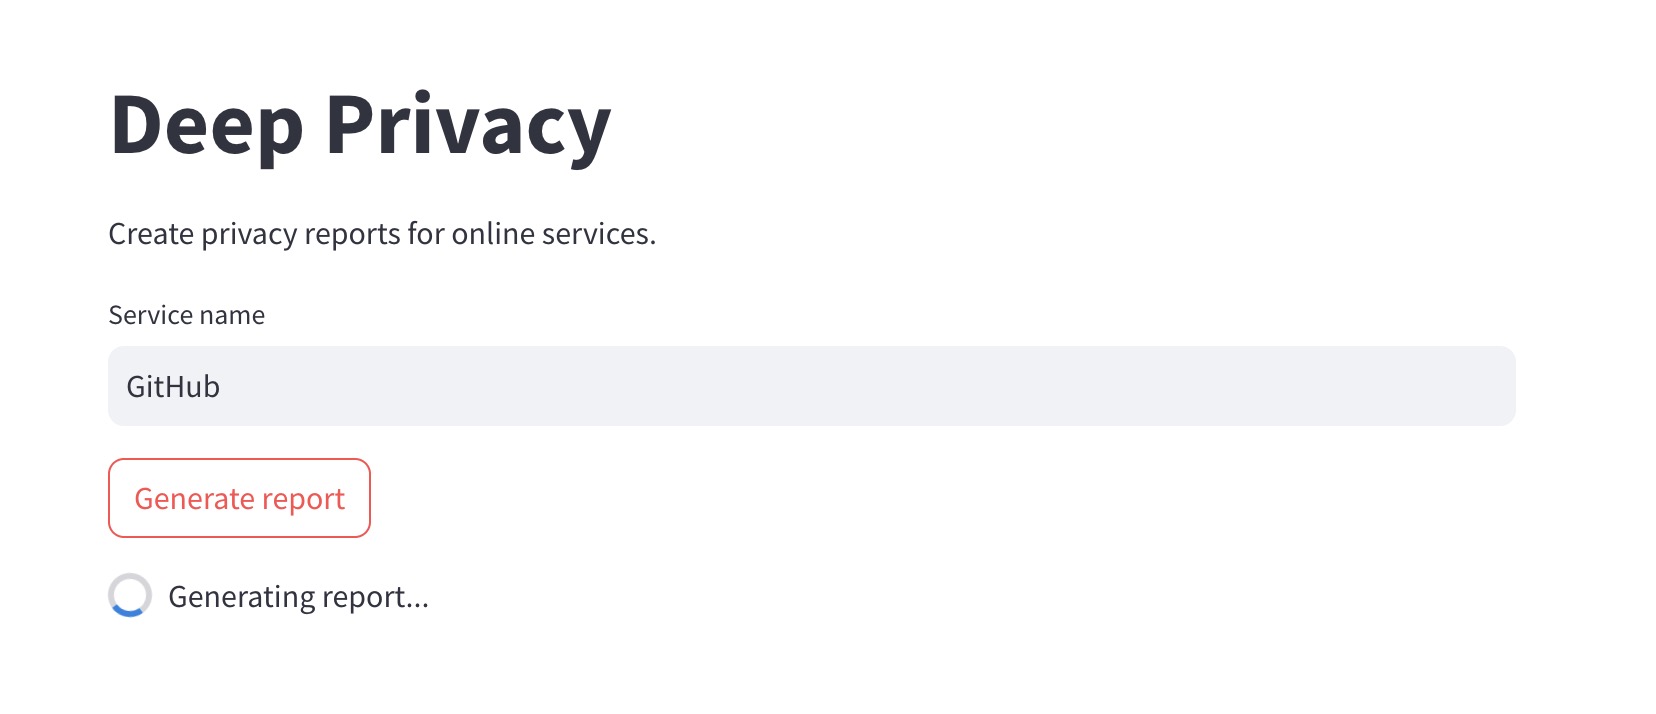 Deep Privacy
Create privacy reports for online services.
Service name
GitHub
Generate report
Generating report...